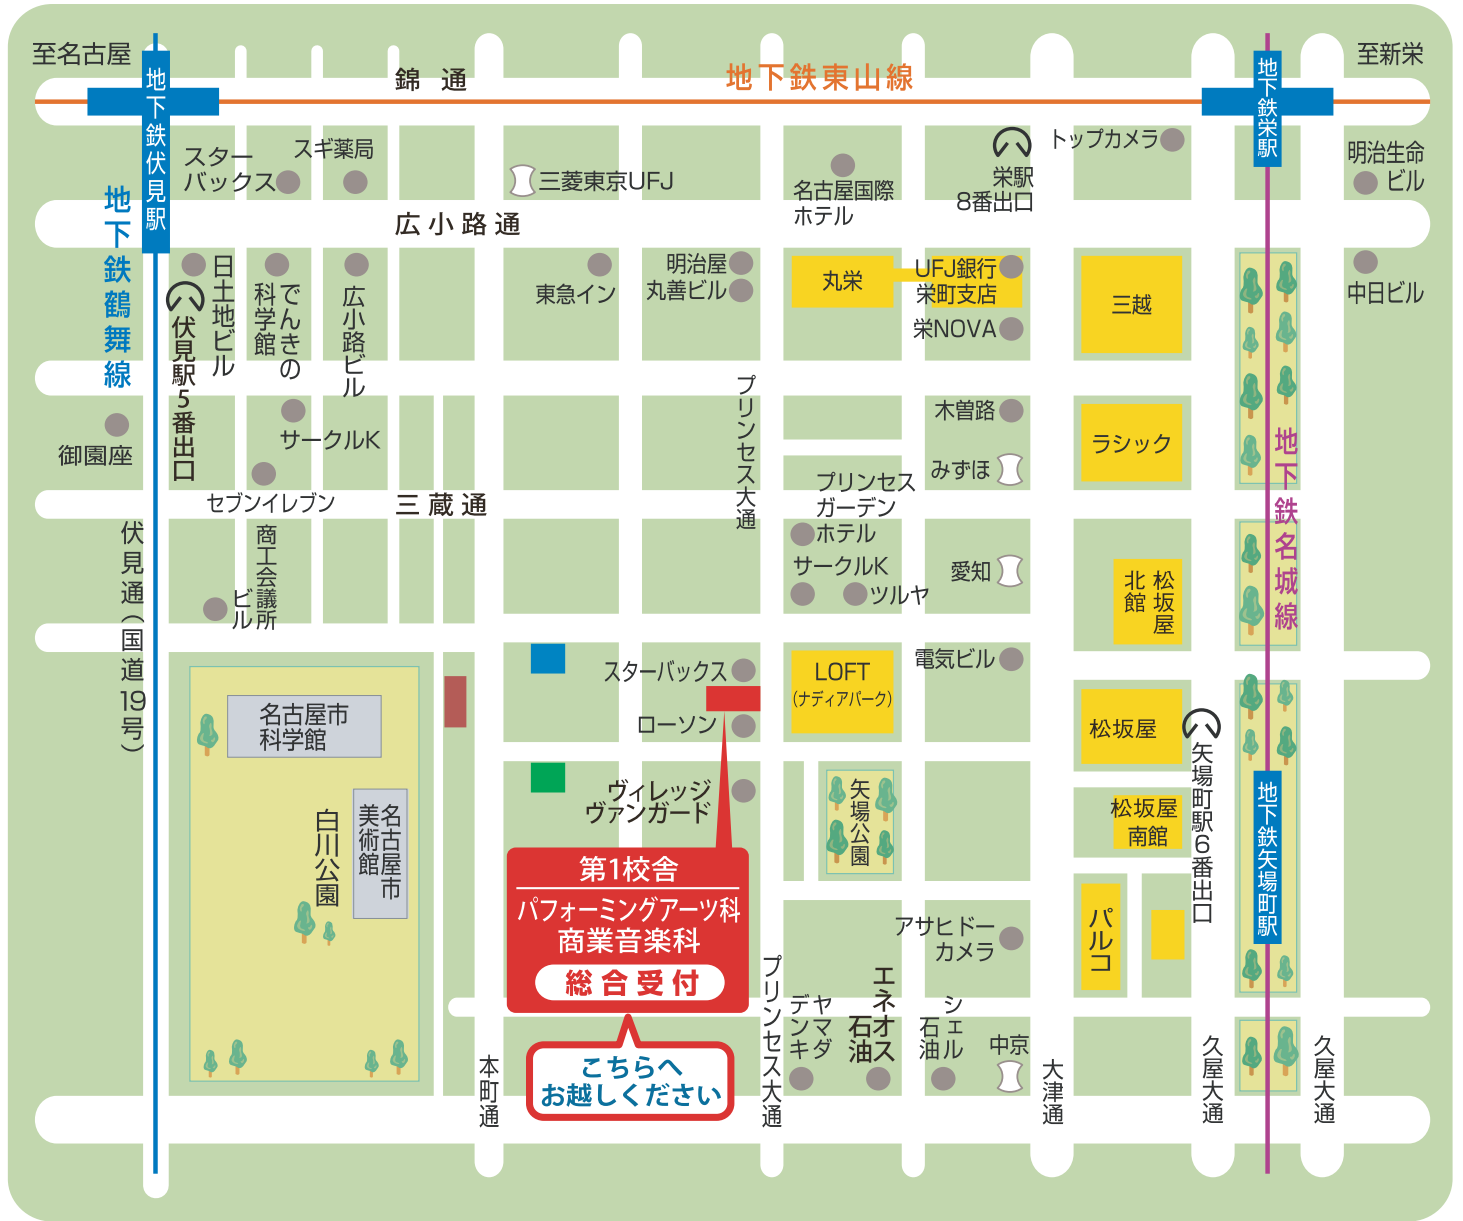 至名古屋
錦通
地下鉄東山線
至新栄
地下鉄伏見駅
地下鉄栄駅
スター
バックス
スギ薬局
三菱東京UFJ
名古屋国際
ホテル
栄駅
8番出口
トップカメラ
明治生命
ビル
地下鉄鶴舞線
広小路通
日土地ビル
伏見駅5番出口
でんきの
科学館
広小路ビル
東急イン
明治屋
丸善ビル
丸栄
UFJ銀行
栄町支店
栄NOVA
三越
中日ビル
御園座
サークルK
セブンイレブン
三蔵通
プリンセス大通
木曽路
みずほ
ラシック
地下鉄名城線
プリンセス
ガーデン
ホテル
サークルK
ツルヤ
愛知
松坂屋
北館
伏見通(国道19号)
商工会議所
ビル
スターバックス
ローソン
LOFT
(ナディアパーク)
電気ビル
松坂屋
矢場町駅6番出口
名古屋市
科学館
名古屋市
美術館
白川公園
ヴィレッジ
ヴァンガード
矢場公園
松坂屋
南館
地下鉄矢場町駅
パルコ
第1校舎
パフォーミングアーツ科
商業音楽科
総合受付
こちらへ
お越しください
アサヒドー
カメラ
プリンセス大通
ヤマダ
デンキ
エネオス
石油
シェル
石油
中京
本町通
大津通
久屋大通
久屋大通